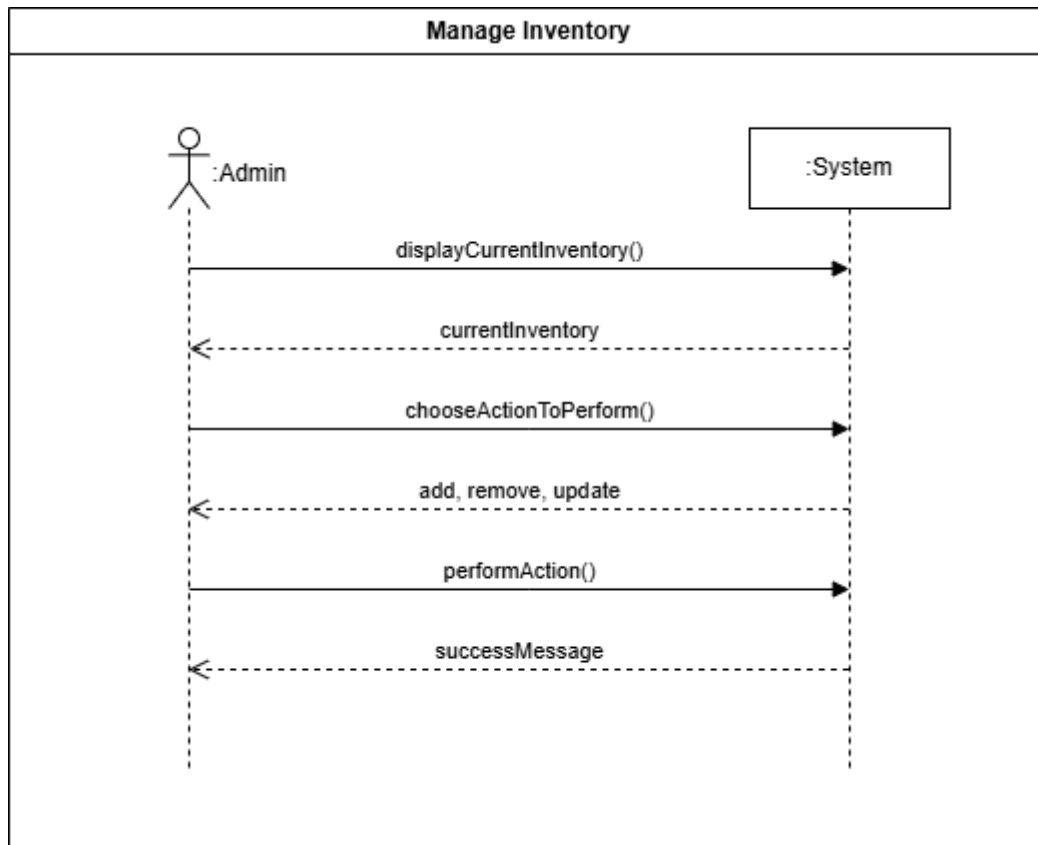 Manage Inventory
:Admin
:System
displayCurrentInventory()
currentInventory
chooseActionToPerform()
add, remove, update
performAction()
successMessage